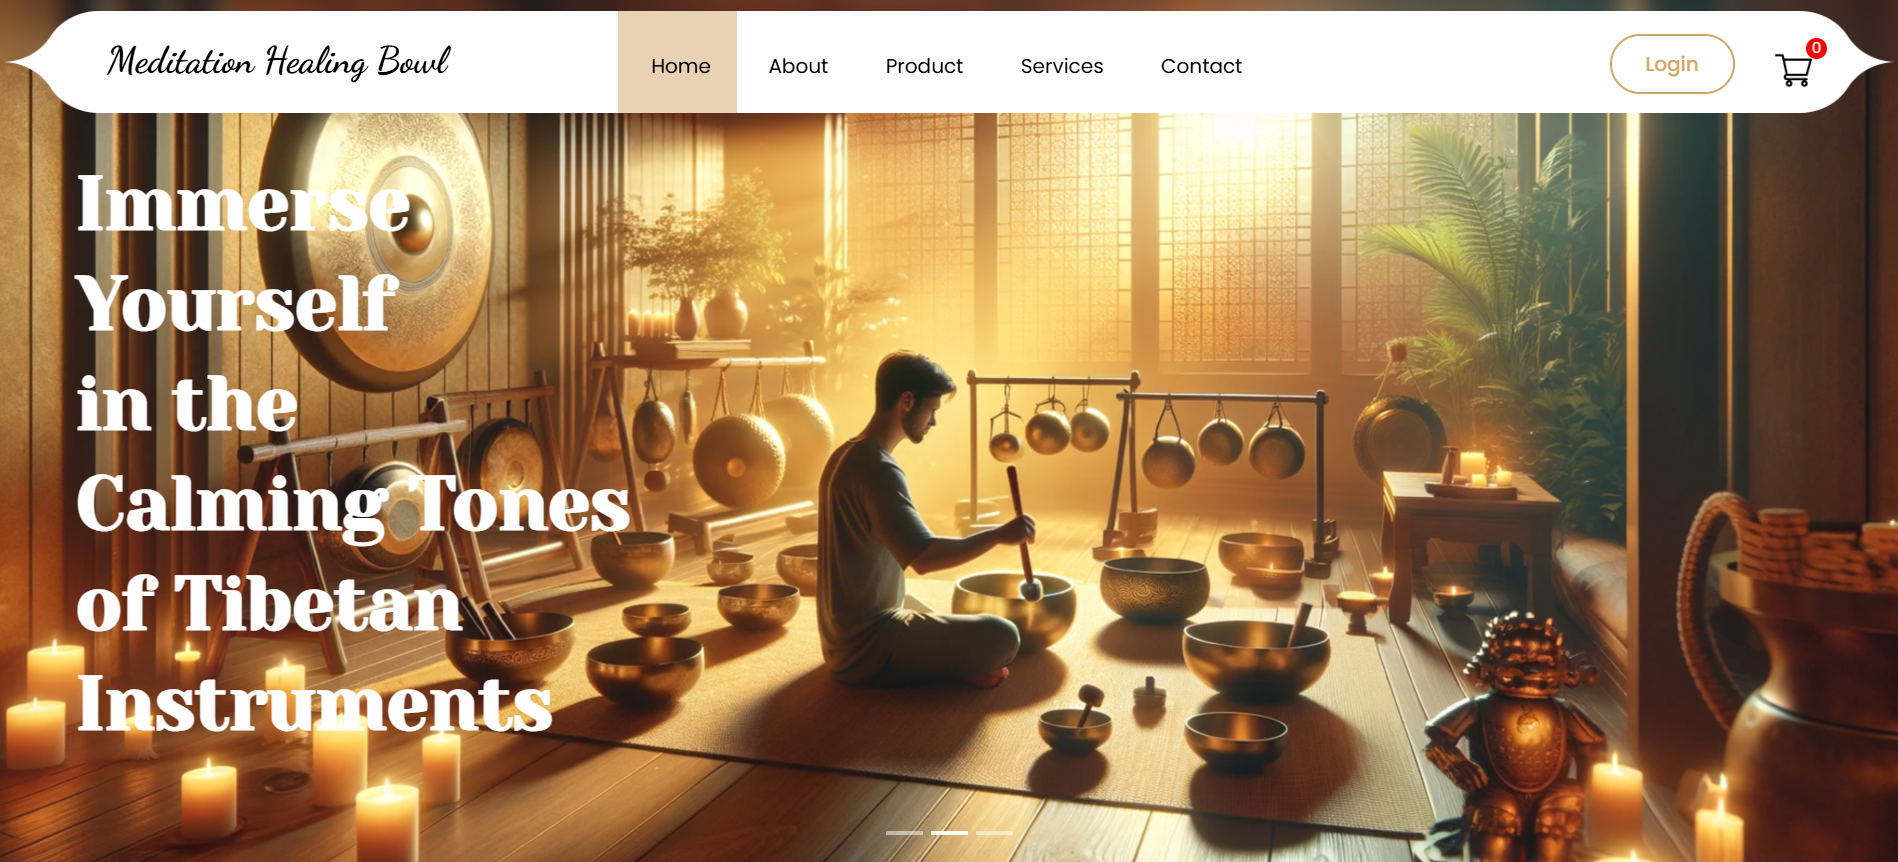 Meditation Healing Bowl
Home
About
Product
Services
Contact
Login
0
Immerse
Yourself
in the
Calming Tones
of Tibetan
Instruments